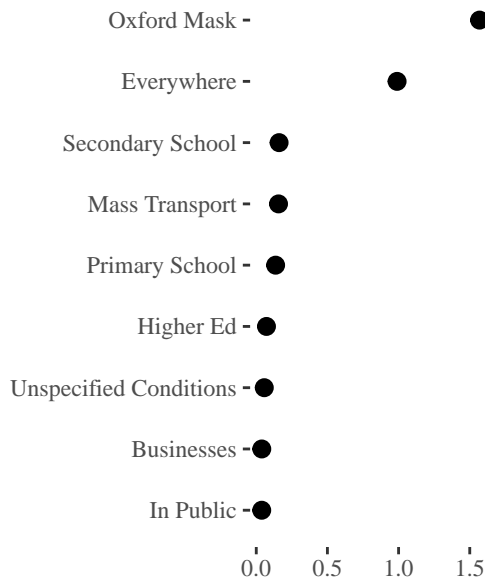 Oxford Mask
Everywhere
Secondary School
Mass Transport
Primary School
Higher Ed
Unspecified Conditions
Businesses
In Public
0.0 0.5 1.0 1.5